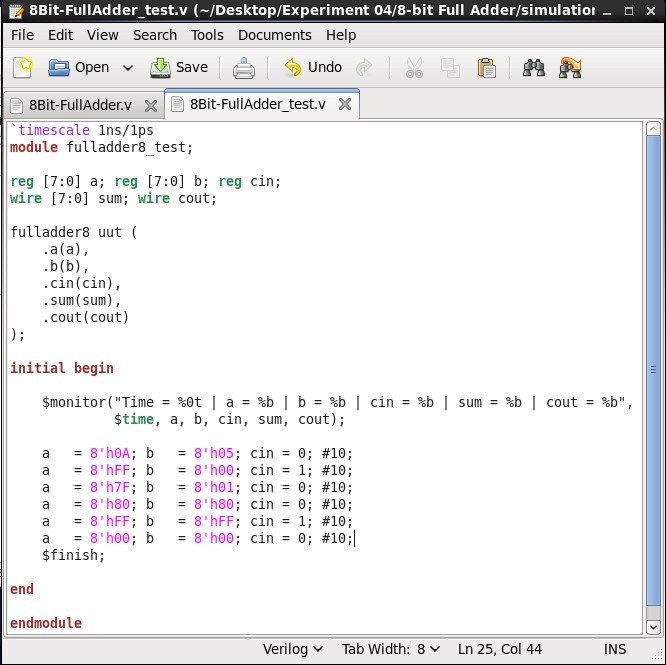 8Bit-FullAdder_test.v (~/Desktop/Experiment 04/8-bit Full Adder/simulation
File Edit View Search Tools Documents Help
Open Save Undo
8Bit-FullAdder.v 8Bit-FullAdder_test.v
`timescale 1ns/1ps
module fulladder8_test;
reg [7:0] a; reg [7:0] b; reg cin;
wire [7:0] sum; wire cout;
fulladder8 uut (
    .a(a),
    .b(b),
    .cin(cin),
    .sum(sum),
    .cout(cout)
);
initial begin
    $monitor("Time = %0t | a = %b | b = %b | cin = %b | sum = %b | cout = %b",
             $time, a, b, cin, sum, cout);
    a   = 8'h0A; b   = 8'h05; cin = 0; #10;
    a   = 8'hFF; b   = 8'h00; cin = 1; #10;
    a   = 8'h7F; b   = 8'h01; cin = 0; #10;
    a   = 8'h80; b   = 8'h80; cin = 0; #10;
    a   = 8'hFF; b   = 8'hFF; cin = 1; #10;
    a   = 8'h00; b   = 8'h00; cin = 0; #10;
    $finish;
end
endmodule
Verilog Tab Width: 8 Ln 25, Col 44 INS